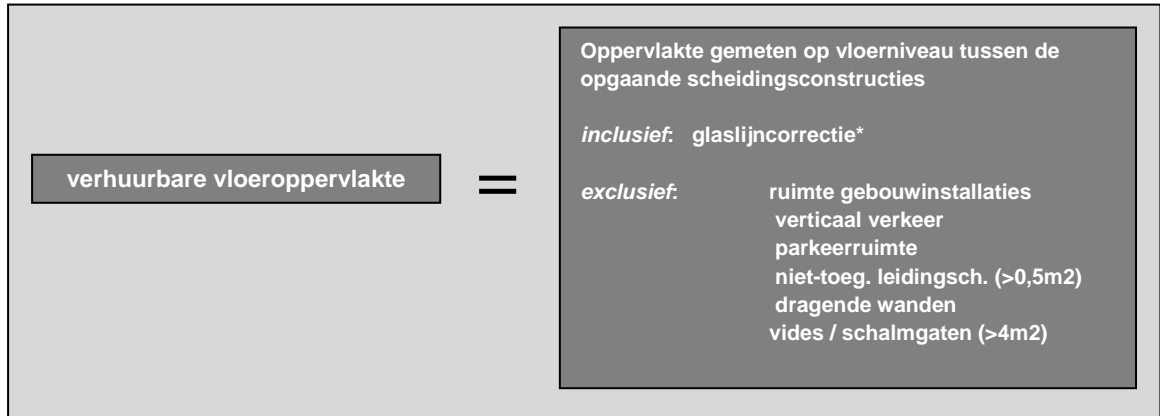 verhuurbare vloeroppervlakte
=
Oppervlakte gemeten op vloerniveau tussen de
opgaande scheidingsconstructies
inclusief: glaslijncorrectie*
exclusief: ruimte gebouwinstallaties
verticaal verkeer
parkeerruimte
niet-toeg. leidingsch. (>0,5m2)
dragende wanden
vides / schalmgaten (>4m2)